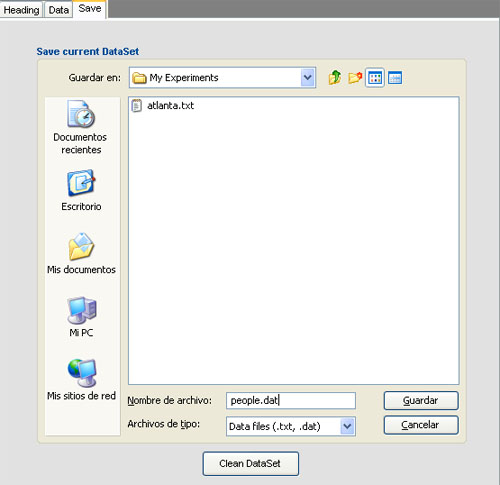 Heading Data Save
Save current DataSet
Guardar en: My Experiments
atlanta.txt
Documentos
recientes
Escritorio
Mis documentos
Mi PC
Mis sitios de red
Nombre de archivo: people.dat Guardar
Archivos de tipo: Data files (.txt, .dat) Cancelar
Clean DataSet